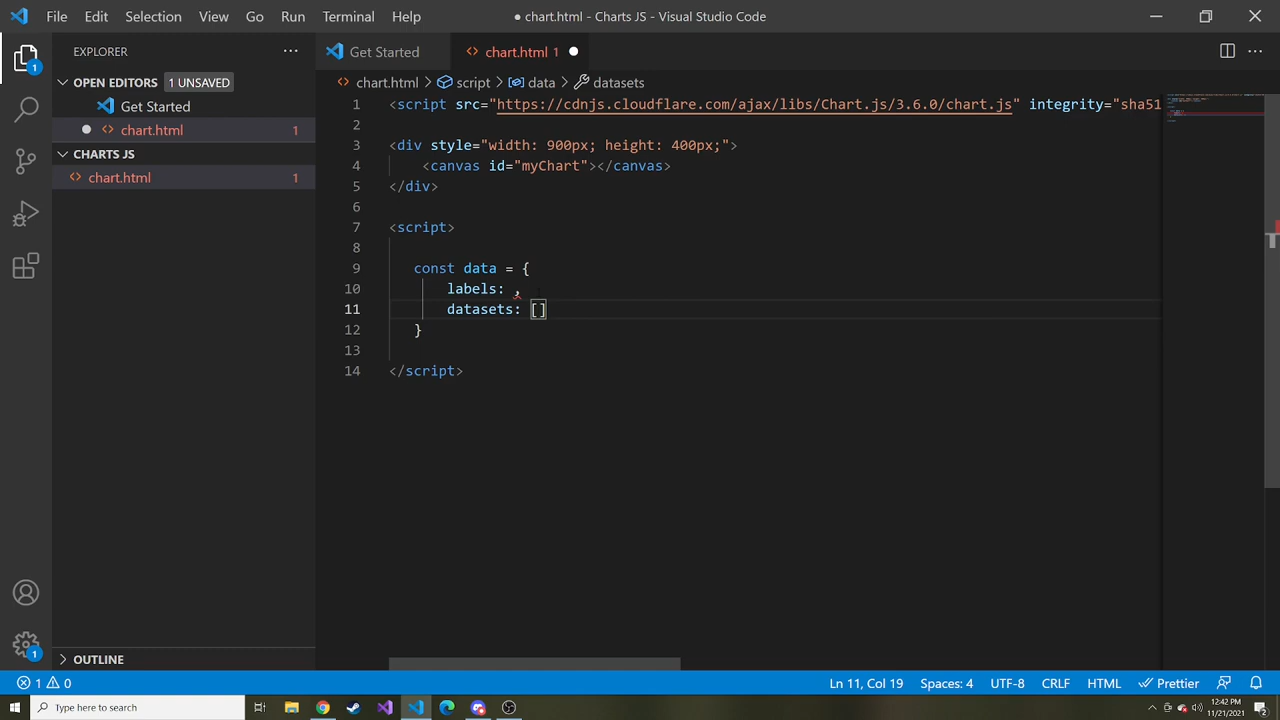 File Edit Selection View Go Run Terminal Help
● chart.html - Charts JS - Visual Studio Code
EXPLORER
OPEN EDITORS 1 UNSAVED
Get Started
chart.html 1
CHARTS JS
chart.html 1
OUTLINE
Get Started
chart.html 1
chart.html > script > data > datasets
1 <script src="https://cdnjs.cloudflare.com/ajax/libs/Chart.js/3.6.0/chart.js" integrity="sha51
2
3 <div style="width: 900px; height: 400px;">
4 <canvas id="myChart"></canvas>
5 </div>
6
7 <script>
8
9 const data = {
10 labels: ,
11 datasets: []
12 }
13
14 </script>
1
1
1 0
Ln 11, Col 19 Spaces: 4 UTF-8 CRLF HTML Prettier
Type here to search
12:42 PM
11/21/2021
2